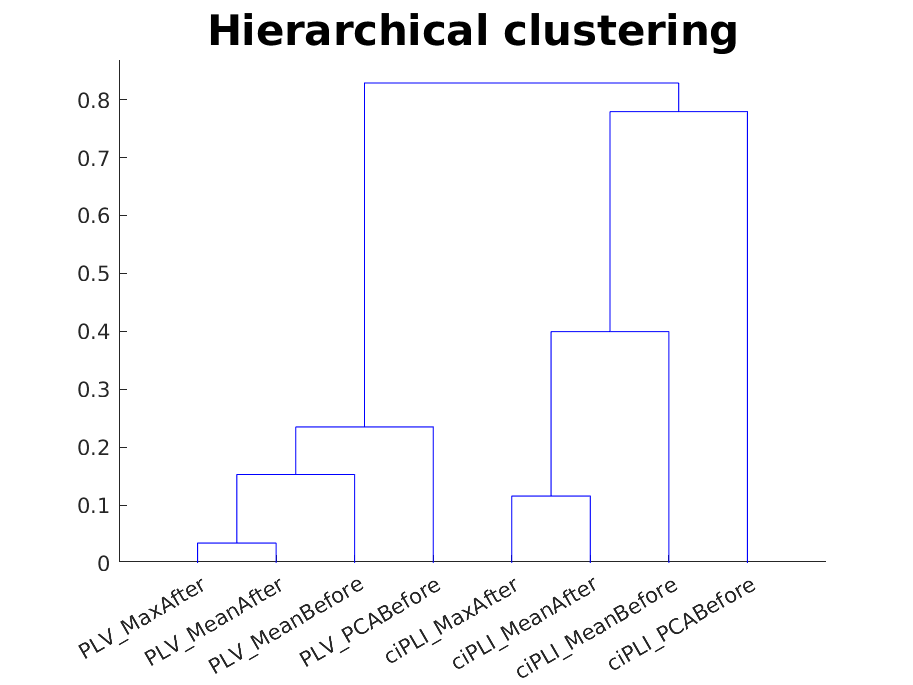 Hierarchical clustering
0.8
0.7
0.6
0.5
0.4
0.3
0.2
0.1
0
PLV_MaxAfter
PLV_MeanAfter
PLV_MeanBefore
PLV_PCABefore
ciPLI_MaxAfter
ciPLI_MeanAfter
ciPLI_MeanBefore
ciPLI_PCABefore